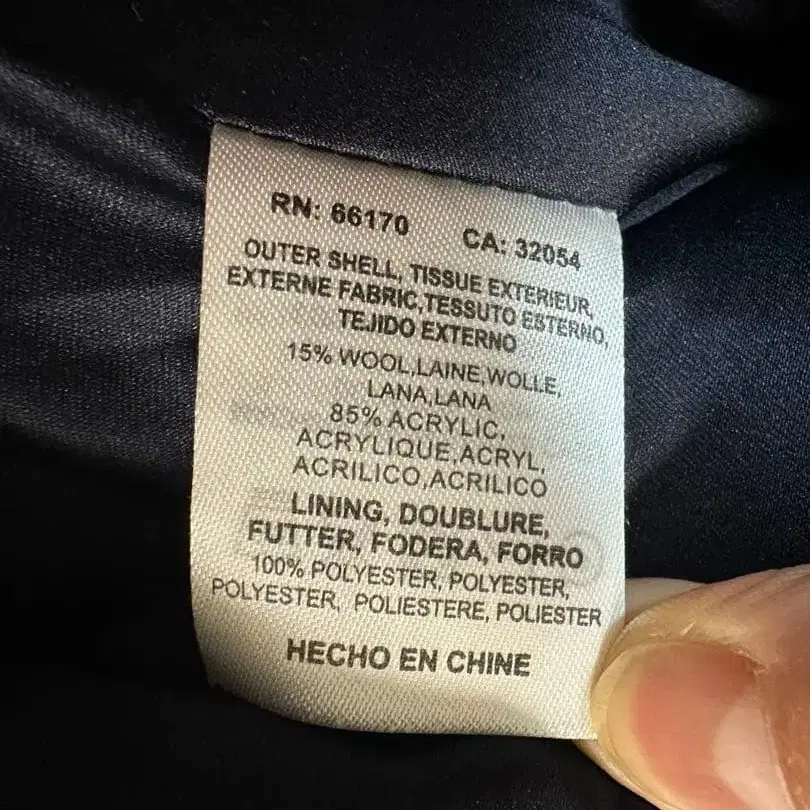 RN: 66170 CA: 32054
OUTER SHELL, TISSUE EXTERIEUR,
EXTERNE FABRIC,TESSUTO ESTERNO,
TEJIDO EXTERNO
15% WOOL,LAINE,WOLLE,
LANA,LANA
85% ACRYLIC,
ACRYLIQUE,ACRYL,
ACRILICO,ACRILICO
LINING, DOUBLURE,
FUTTER, FODERA, FORRO
100% POLYESTER, POLYESTER,
POLYESTER, POLIESTERE, POLIESTER
HECHO EN CHINE